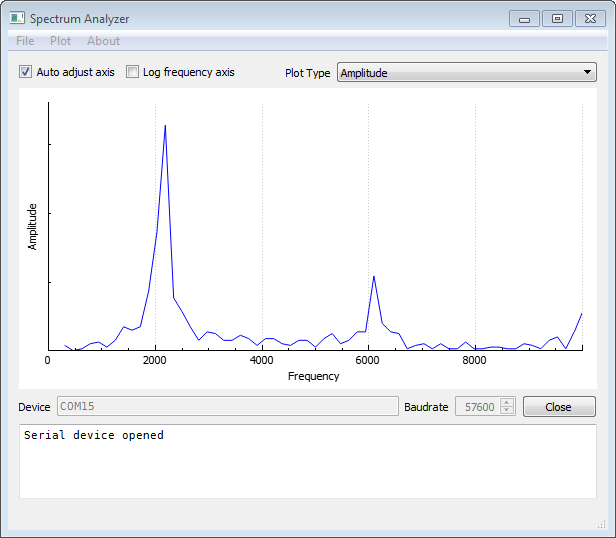 Spectrum Analyzer
File Plot About
Auto adjust axis Log frequency axis Plot Type Amplitude
Amplitude
0 2000 4000 6000 8000
Frequency
Device COM15 Baudrate 57600 Close
Serial device opened